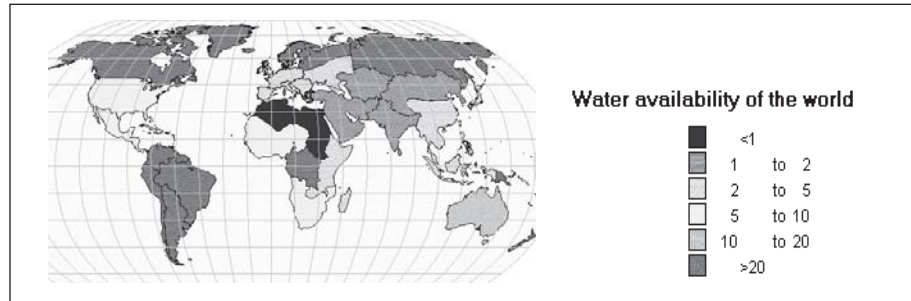 Water availability of the world
<1
1 to 2
2 to 5
5 to 10
10 to 20
>20